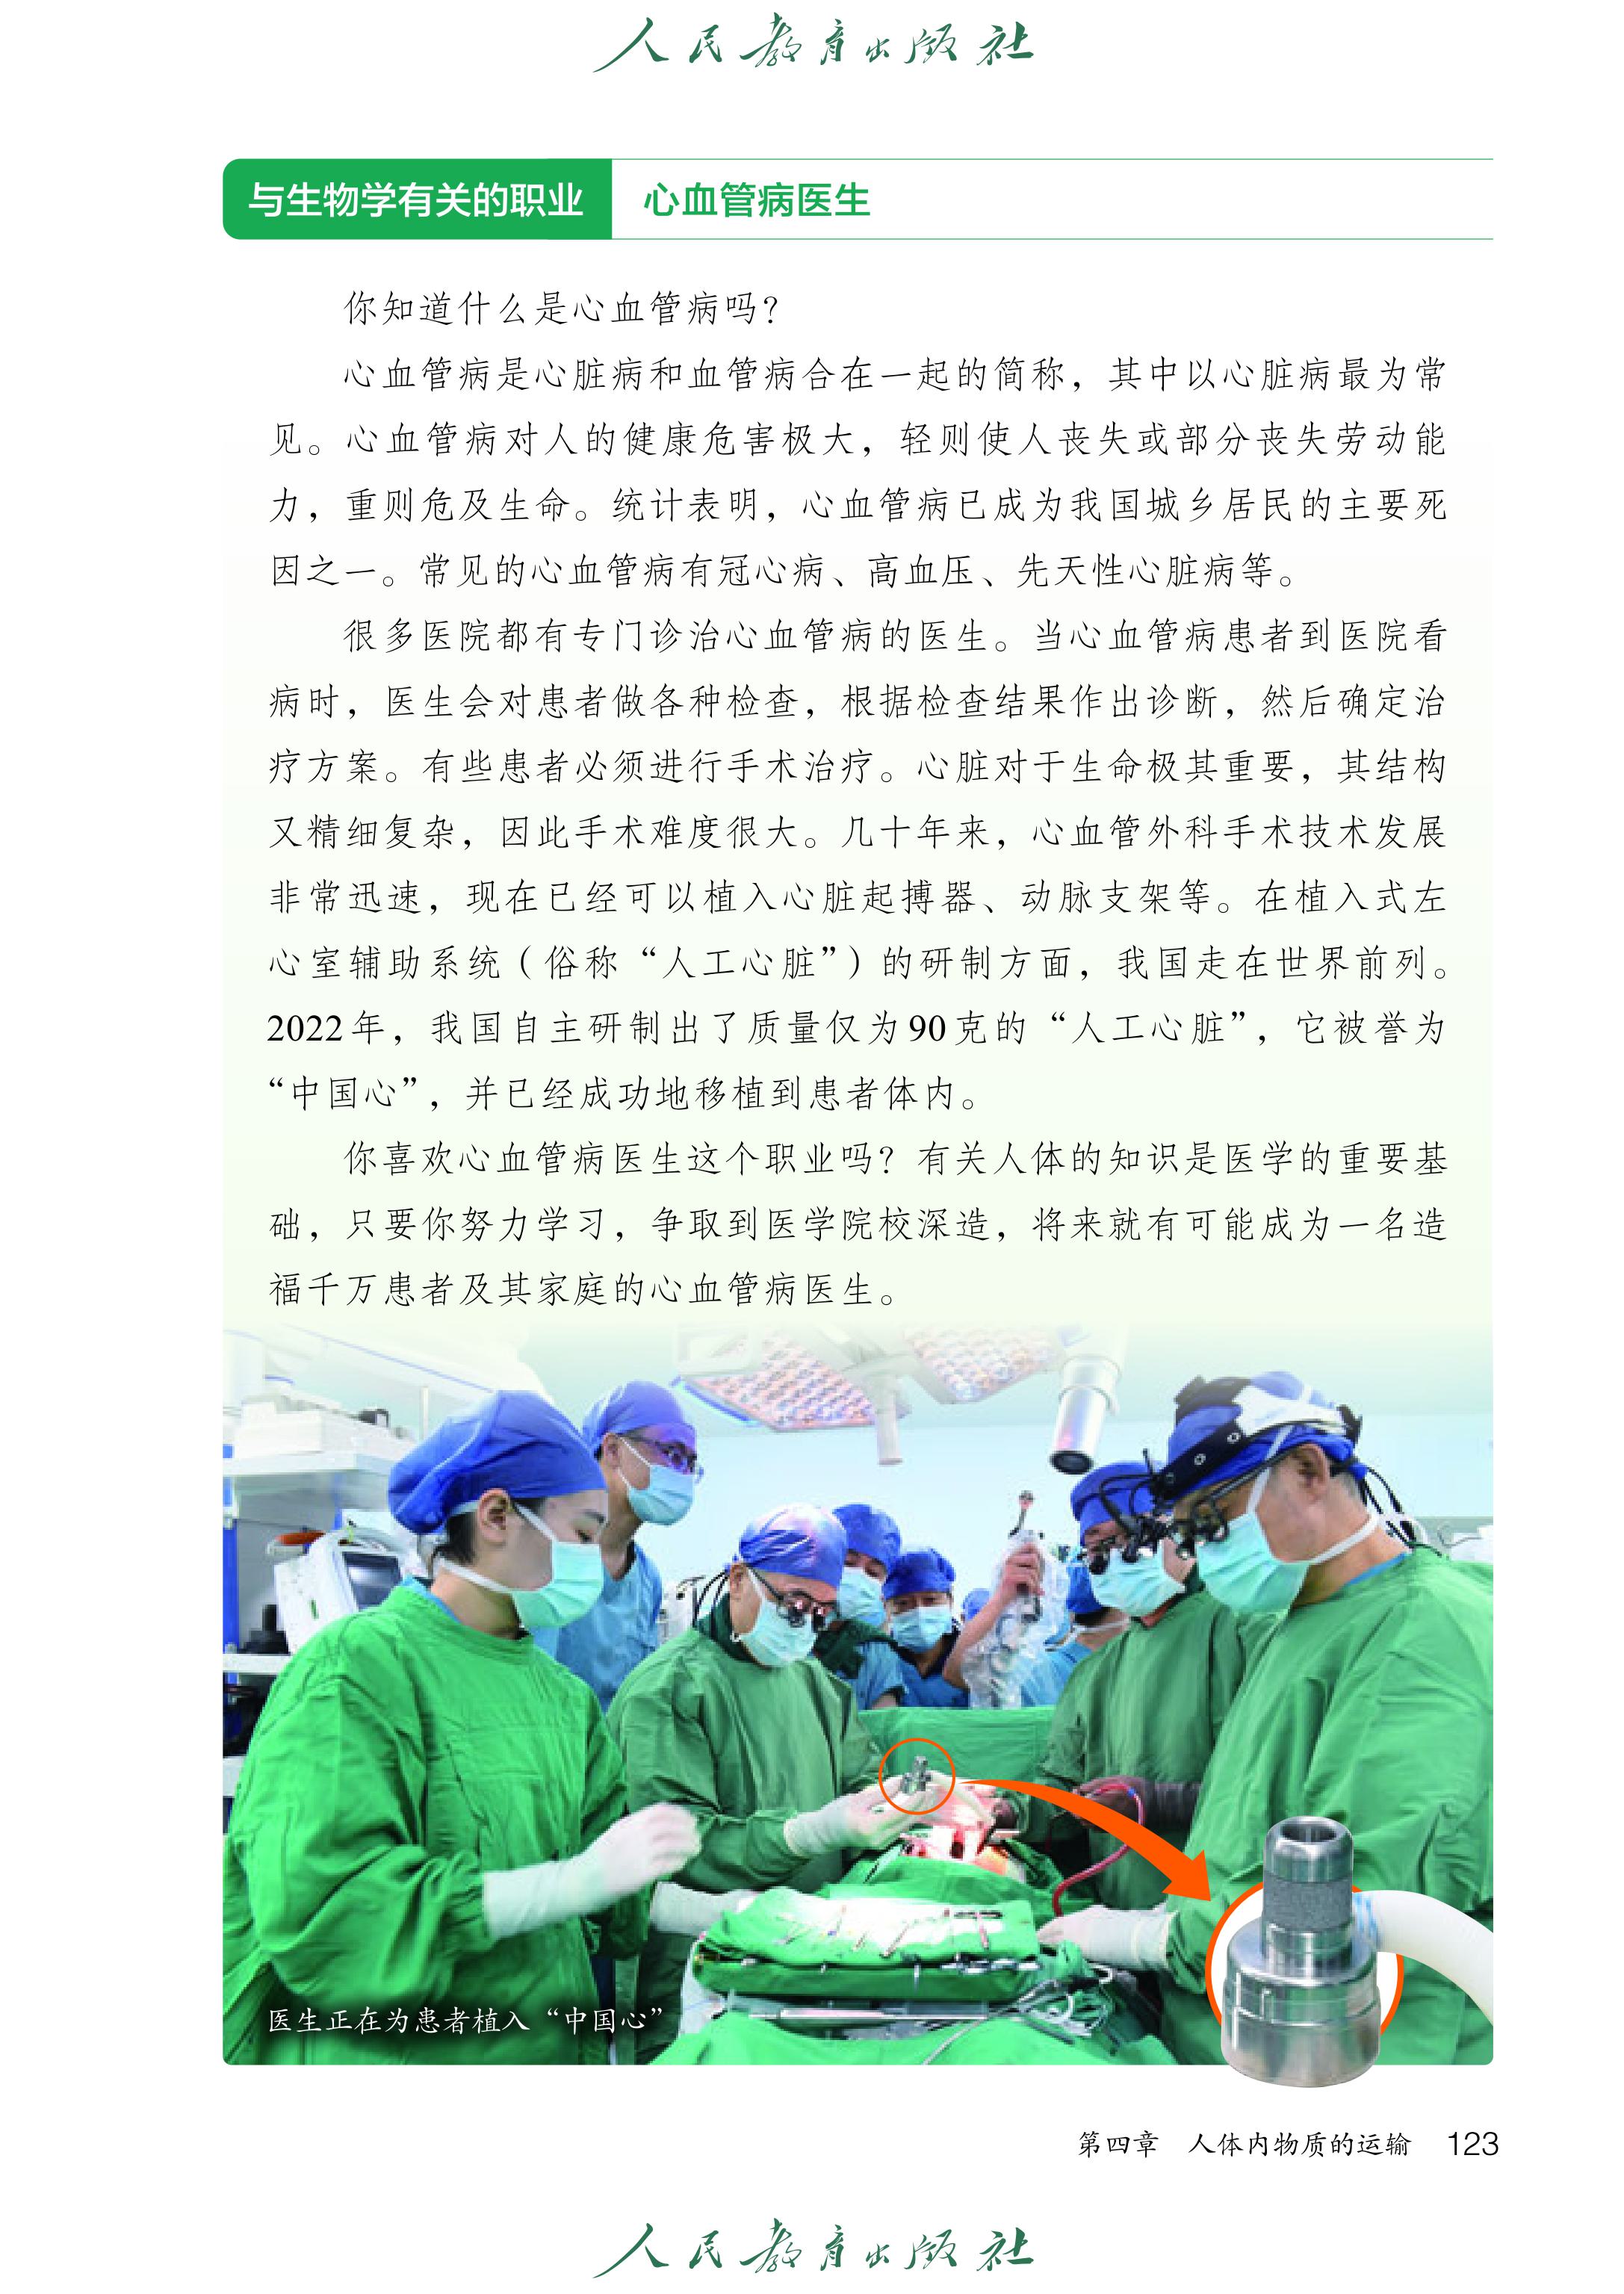 人民教育出版社
与生物学有关的职业 心血管病医生
你知道什么是心血管病吗？
心血管病是心脏病和血管病合在一起的简称，其中以心脏病最为常
见。心血管病对人的健康危害极大，轻则使人丧失或部分丧失劳动能
力，重则危及生命。统计表明，心血管病已成为我国城乡居民的主要死
因之一。常见的心血管病有冠心病、高血压、先天性心脏病等。
很多医院都有专门诊治心血管病的医生。当心血管病患者到医院看
病时，医生会对患者做各种检查，根据检查结果作出诊断，然后确定治
疗方案。有些患者必须进行手术治疗。心脏对于生命极其重要，其结构
又精细复杂，因此手术难度很大。几十年来，心血管外科手术技术发展
非常迅速，现在已经可以植入心脏起搏器、动脉支架等。在植入式左
心室辅助系统（俗称“人工心脏”）的研制方面，我国走在世界前列。
2022年，我国自主研制出了质量仅为90克的“人工心脏”，它被誉为
“中国心”，并已经成功地移植到患者体内。
你喜欢心血管病医生这个职业吗？有关人体的知识是医学的重要基
础，只要你努力学习，争取到医学院校深造，将来就有可能成为一名造
福千万患者及其家庭的心血管病医生。
医生正在为患者植入“中国心”
第四章 人体内物质的运输 123
人民教育出版社